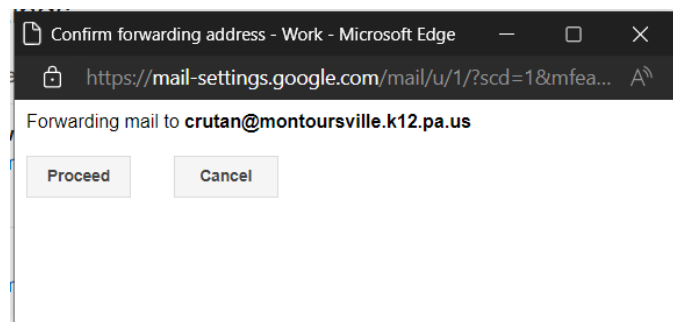 Confirm forwarding address - Work - Microsoft Edge
https://mail-settings.google.com/mail/u/1/?scd=1&mfea...
Forwarding mail to crutan@montoursville.k12.pa.us
Proceed
Cancel